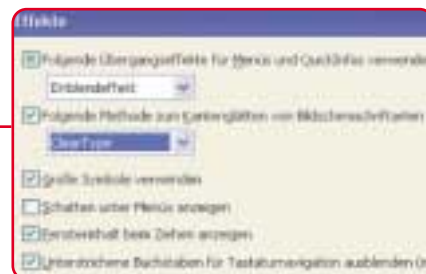 Effekte
Folgende Übergangseffekte für Menüs und QuickInfos verwenden
Einblendeffekt
Folgende Methode zum Kantenglätten von Bildschirmschriftarten
ClearType
Große Symbole verwenden
Schatten unter Menüs anzeigen
Fensterinhalt beim Ziehen anzeigen
Unterstrichene Buchstaben für Tastaturnavigation ausblenden